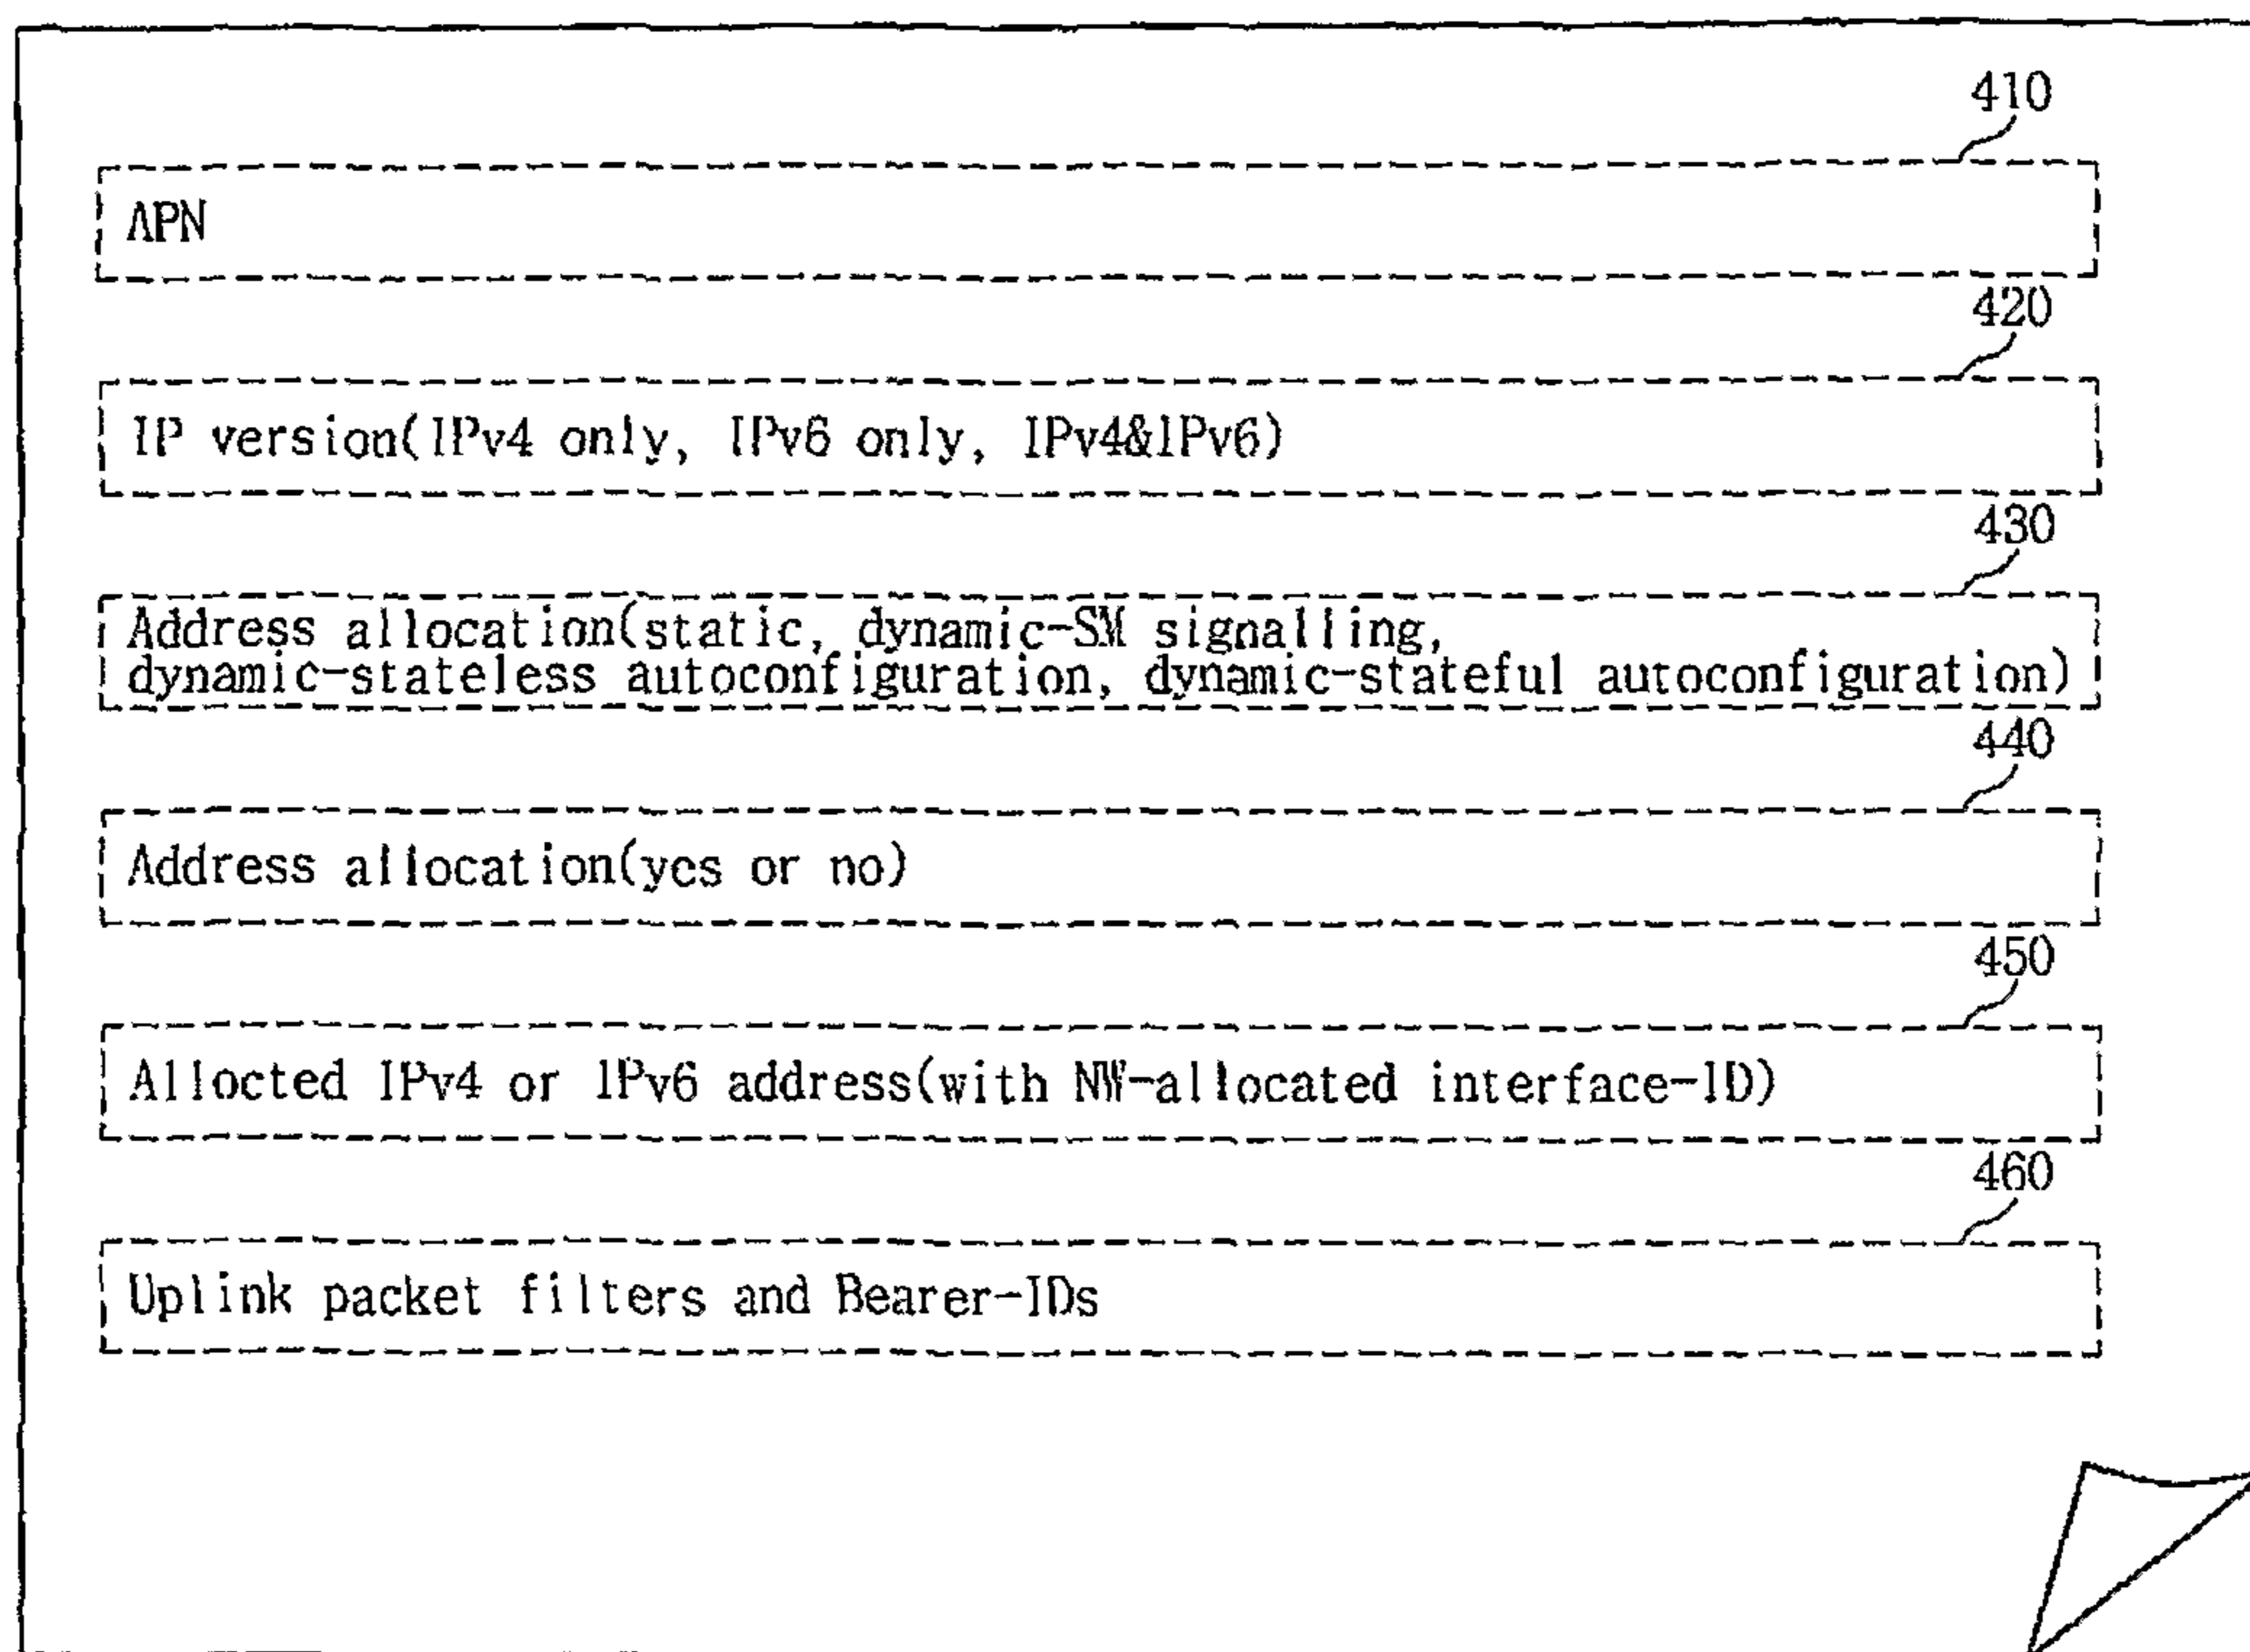 410
APN
420
IP version(IPv4 only, IPv6 only, IPv4&IPv6)
430
Address allocation(static, dynamic-SM signalling,
dynamic-stateless autoconfiguration, dynamic-stateful autoconfiguration)
440
Address allocation(yes or no)
450
Allocted IPv4 or IPv6 address(with NW-allocated interface-ID)
460
Uplink packet filters and Bearer-IDs